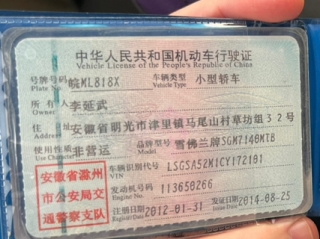 中华人民共和国机动车行驶证
Vehicle License of the People's Republic of China
号牌号码 皖ML818X 车辆类型 小型轿车
Plate No. Vehicle Type
所有人 李延武
Owner
住址 安徽省明光市津里镇马尾山村草坊组32号
Address
使用性质 非营运 品牌型号 雪佛兰牌SGM7140MTB
Use Character Model
安徽省滁州 车辆识别代号 LSGSA52M1CY172101
VIN
市公安局交 发动机号码 113650266
Engine No.
通警察支队 注册日期 2012-01-31 发证日期 2014-08-25
Register Date Issue Date